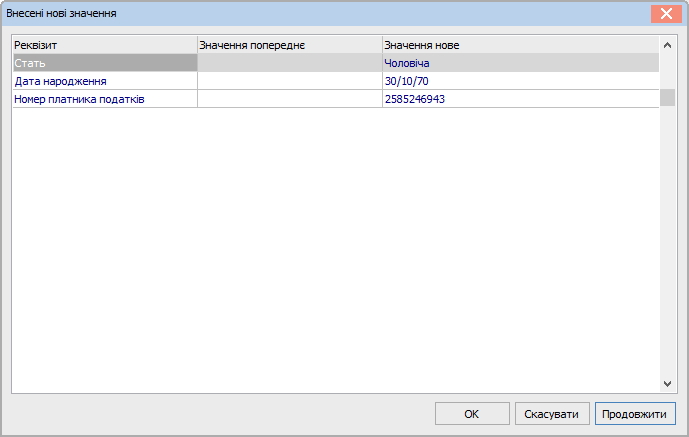 Внесені нові значення
Реквізит Значення попереднє Значення нове
Стать Чоловіча
Дата народження 30/10/70
Номер платника податків 2585246943
ОК Скасувати Продовжити